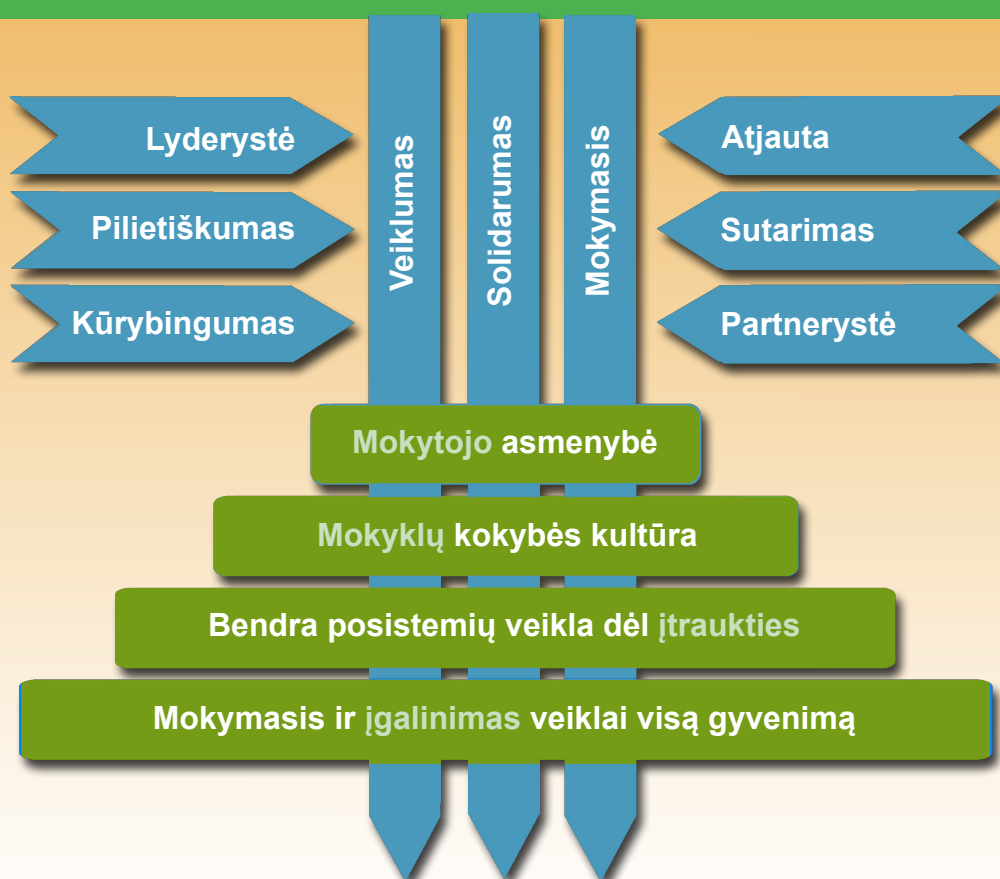 Lyderystė
Pilietiškumas
Kūrybingumas
Veiklumas
Solidarumas
Mokymasis
Atjauta
Sutarimas
Partnerystė
Mokytojo asmenybė
Mokyklų kokybės kultūra
Bendra posistemių veikla dėl įtraukties
Mokymasis ir įgalinimas veiklai visą gyvenimą